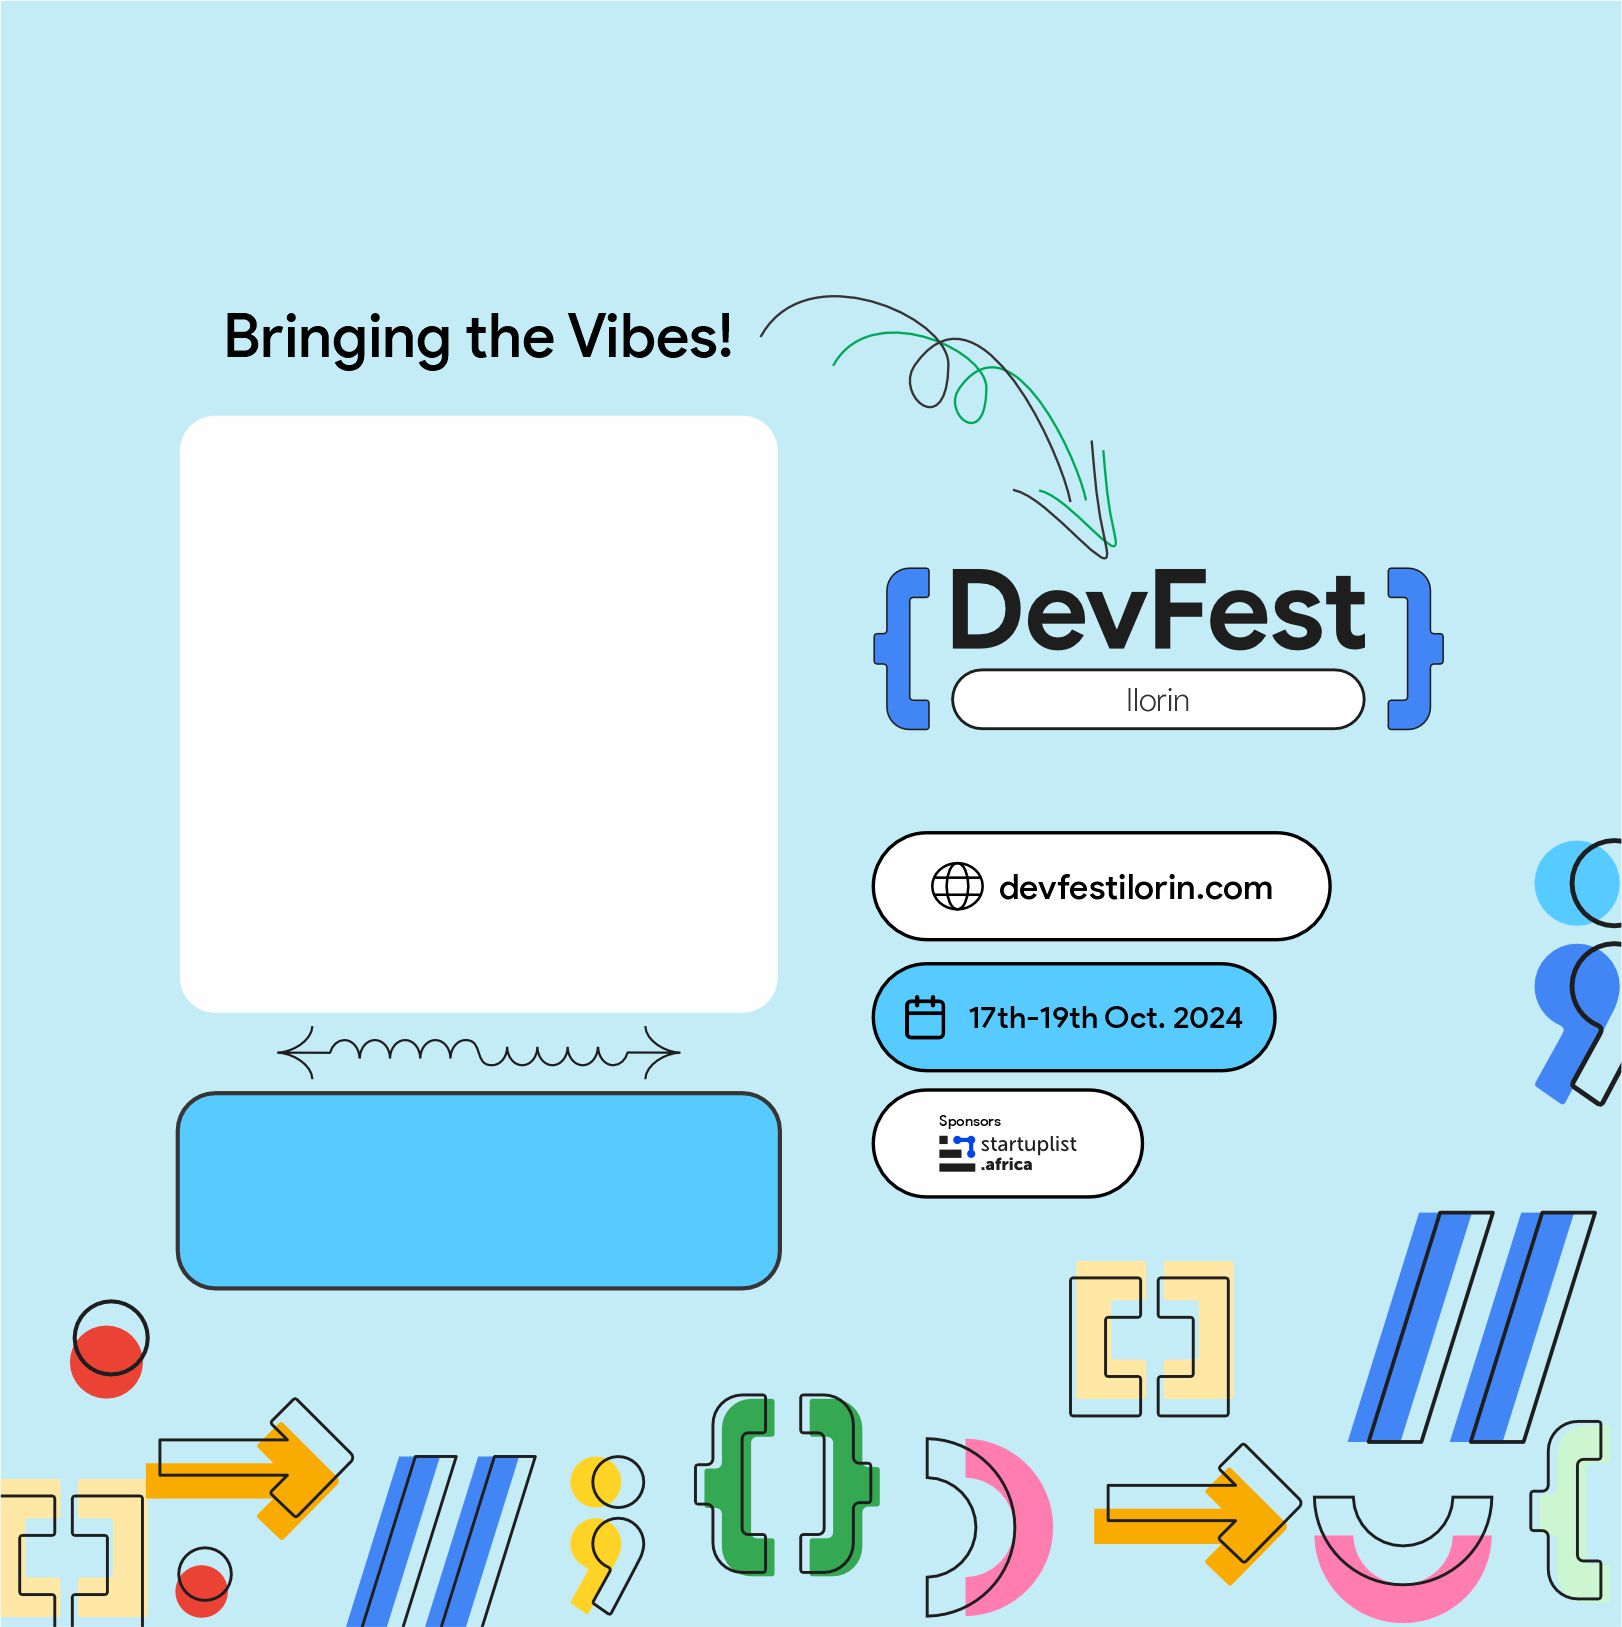 Bringing the Vibes!
DevFest
Ilorin
devfestilorin.com
17th-19th Oct. 2024
Sponsors
startuplist
.africa